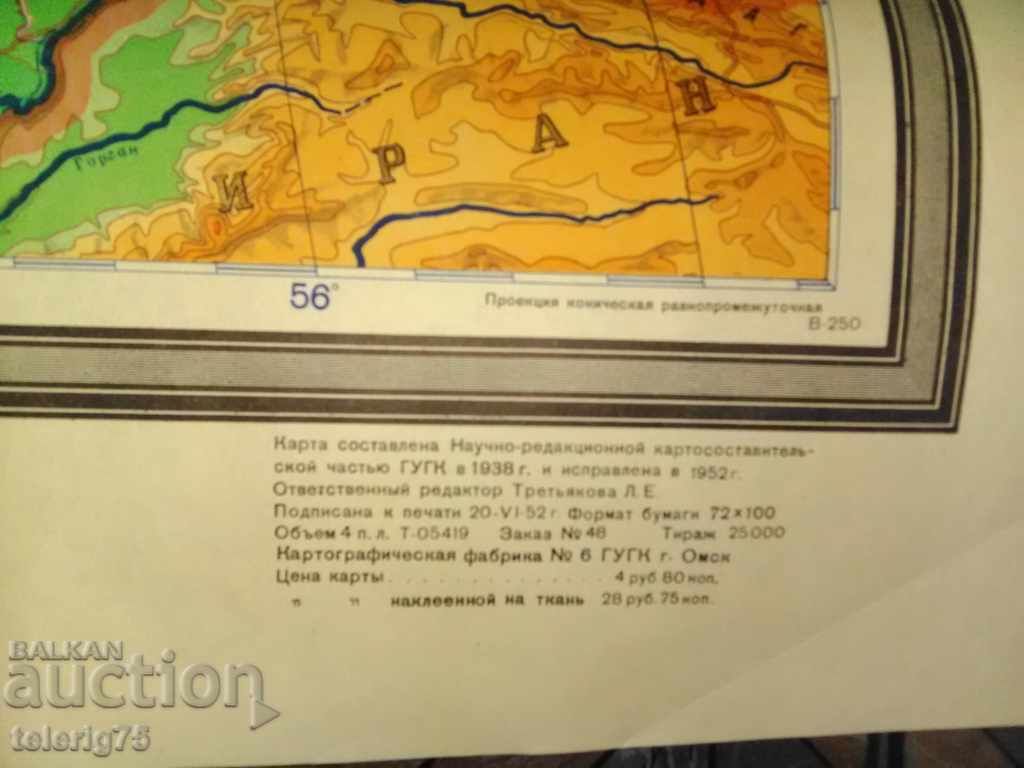 Горган
ИРАН
56°
Проекция коническая равнопромежуточная
В-250
Карта составлена Научно-редакционной картосоставитель-
ской частью ГУГК в 1938 г. и исправлена в 1952 г.
Ответственный редактор Третьякова Л. Е.
Подписана к печати 20-VI-52 г. Формат бумаги 72×100
Объем 4 п. л. Т-05419 Заказ № 48 Тираж 25000
Картографическая фабрика № 6 ГУГК г. Омск
Цена карты . . . . . . . . . . . . . . . . 4 руб. 80 коп.
„ „ наклеенной на ткань 28 руб. 75 коп.
BALKAN
auction
telerig75